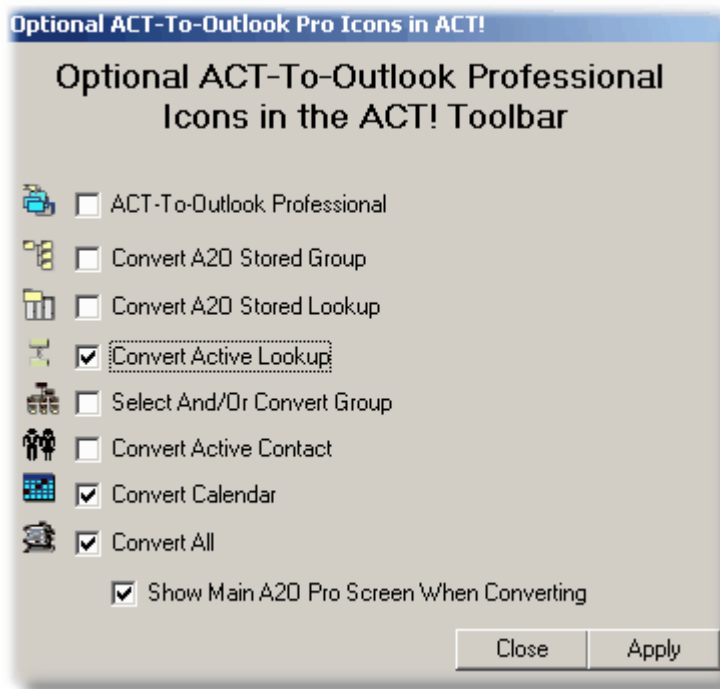 Optional ACT-To-Outlook Pro Icons in ACT!
Optional ACT-To-Outlook Professional
Icons in the ACT! Toolbar
ACT-To-Outlook Professional
Convert A2O Stored Group
Convert A2O Stored Lookup
Convert Active Lookup
Select And/Or Convert Group
Convert Active Contact
Convert Calendar
Convert All
Show Main A2O Pro Screen When Converting
Close Apply